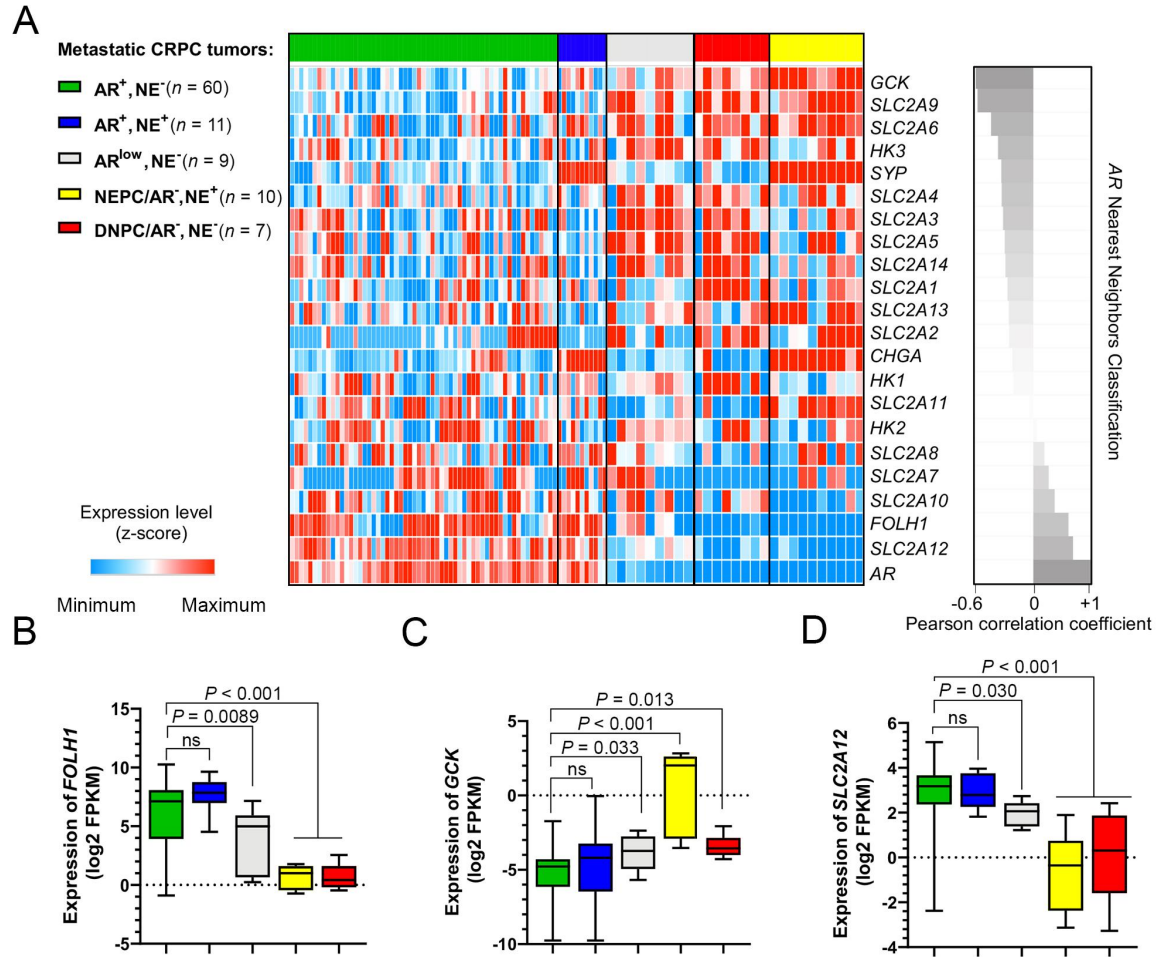 A
Metastatic CRPC tumors:
AR⁺, NE⁻ (n = 60)
AR⁺, NE⁺ (n = 11)
ARˡᵒʷ, NE⁻ (n = 9)
NEPC/AR⁻, NE⁺ (n = 10)
DNPC/AR⁻, NE⁻ (n = 7)
Expression level
(z-score)
Minimum Maximum
GCK
SLC2A9
SLC2A6
HK3
SYP
SLC2A4
SLC2A3
SLC2A5
SLC2A14
SLC2A1
SLC2A13
SLC2A2
CHGA
HK1
SLC2A11
HK2
SLC2A8
SLC2A7
SLC2A10
FOLH1
SLC2A12
AR
AR Nearest Neighbors Classification
-0.6 0 +1
Pearson correlation coefficient
B
Expression of FOLH1
(log2 FPKM)
15
10
5
0
-5
P < 0.001
P = 0.0089
ns
C
Expression of GCK
(log2 FPKM)
5
0
-5
-10
P = 0.013
P < 0.001
P = 0.033
ns
D
Expression of SLC2A12
(log2 FPKM)
6
4
2
0
-2
-4
P < 0.001
P = 0.030
ns